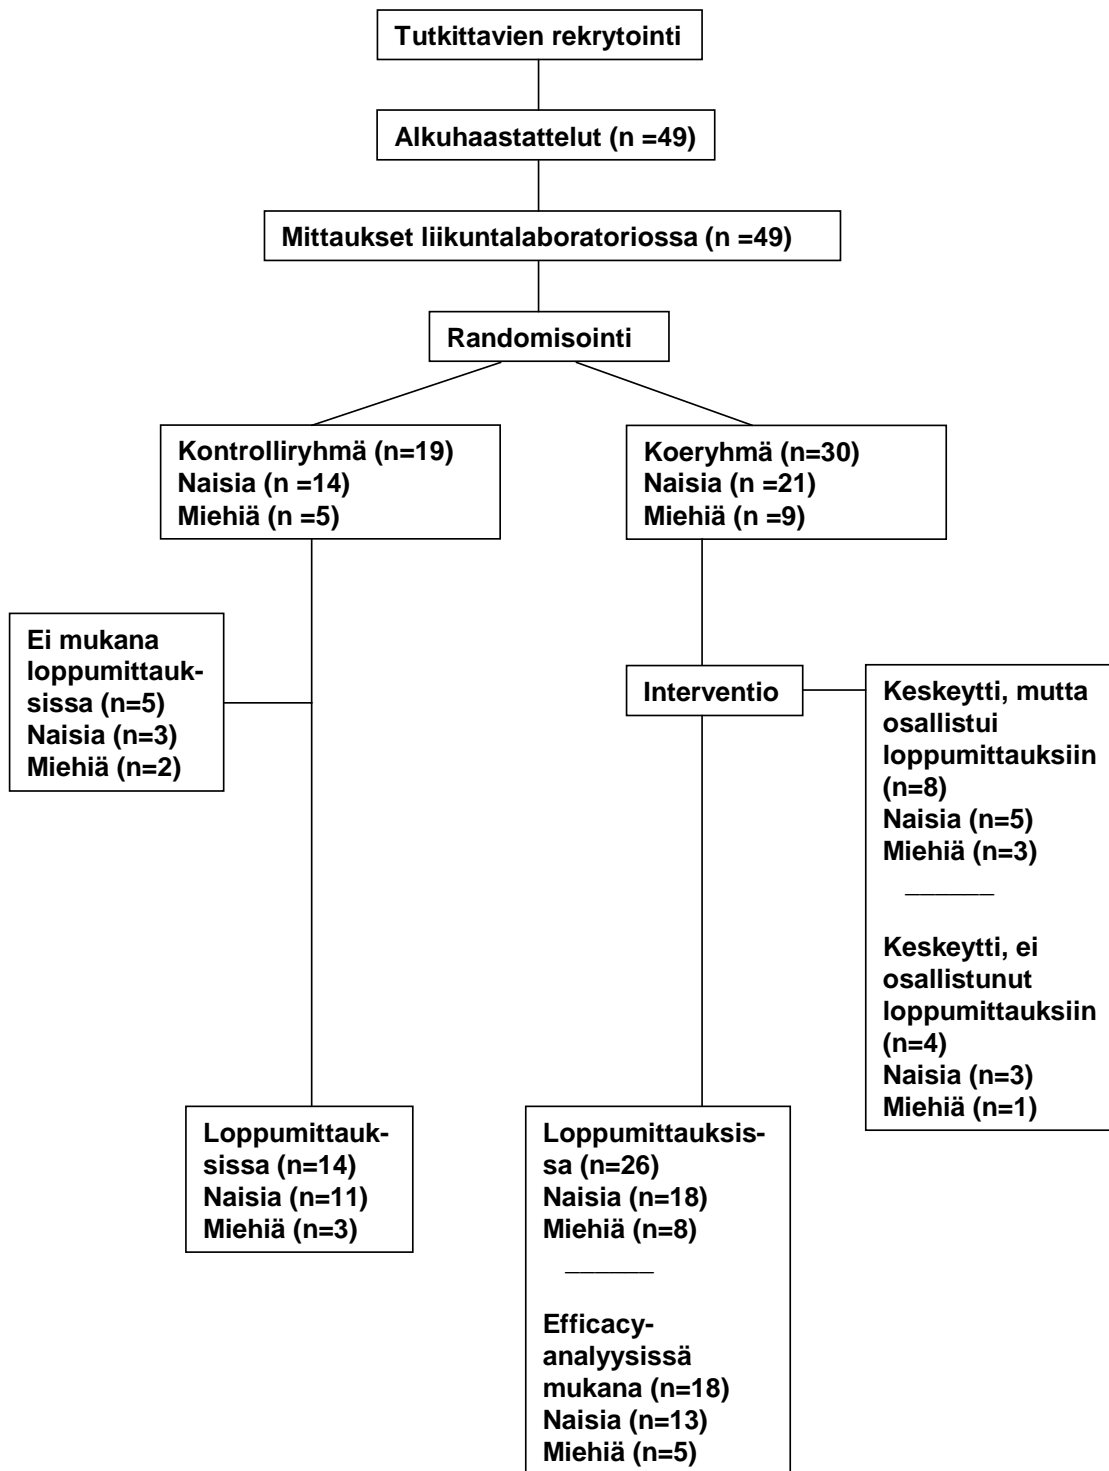 Tutkittavien rekrytointi
Alkuhaastattelut (n =49)
Mittaukset liikuntalaboratoriossa (n =49)
Randomisointi
Kontrolliryhmä (n=19)
Naisia (n =14)
Miehiä (n =5)
Koeryhmä (n=30)
Naisia (n =21)
Miehiä (n =9)
Ei mukana
loppumittauk-
sissa (n=5)
Naisia (n=3)
Miehiä (n=2)
Interventio
Keskeytti, mutta
osallistui
loppumittauksiin
(n=8)
Naisia (n=5)
Miehiä (n=3)
______
Keskeytti, ei
osallistunut
loppumittauksiin
(n=4)
Naisia (n=3)
Miehiä (n=1)
Loppumittauk-
sissa (n=14)
Naisia (n=11)
Miehiä (n=3)
Loppumittauksis-
sa (n=26)
Naisia (n=18)
Miehiä (n=8)
______
Efficacy-
analyysissä
mukana (n=18)
Naisia (n=13)
Miehiä (n=5)